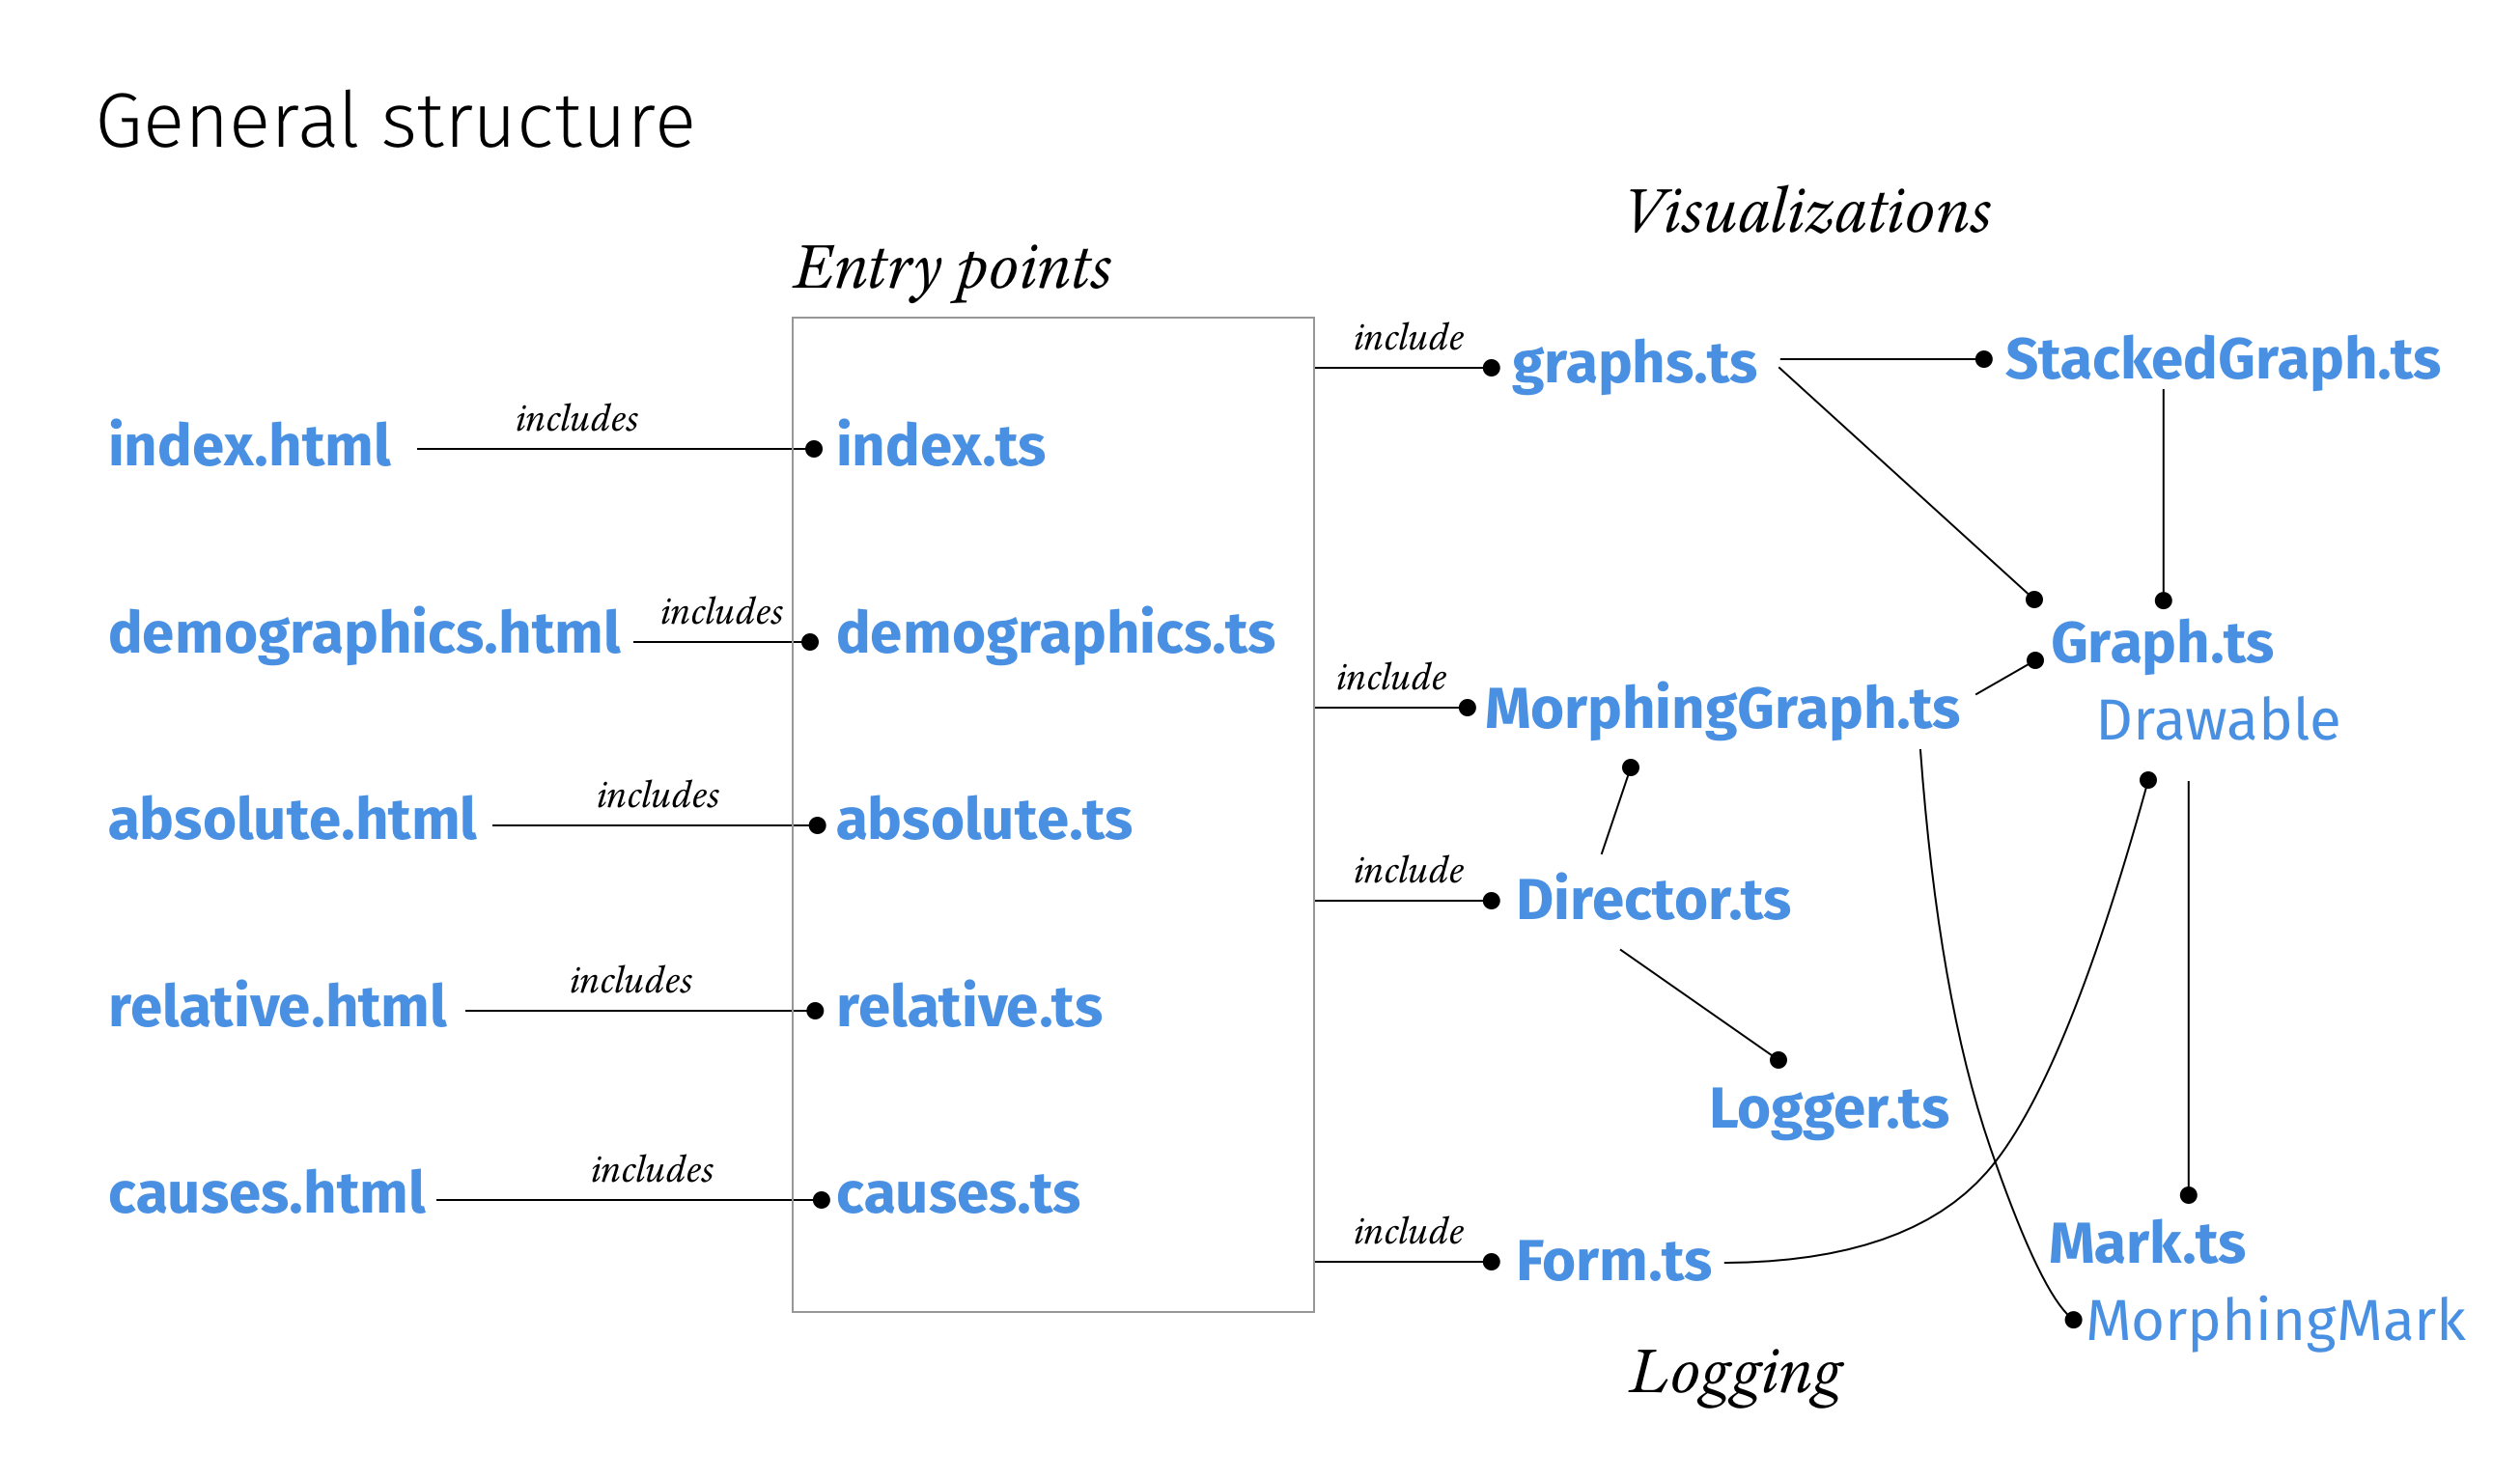 General structure
Visualizations
Entry points
include
graphs.ts
StackedGraph.ts
index.html
includes
index.ts
demographics.html
includes
demographics.ts
Graph.ts
include
MorphingGraph.ts
Drawable
absolute.html
includes
absolute.ts
include
Director.ts
relative.html
includes
relative.ts
Logger.ts
causes.html
includes
causes.ts
include
Form.ts
Mark.ts
MorphingMark
Logging